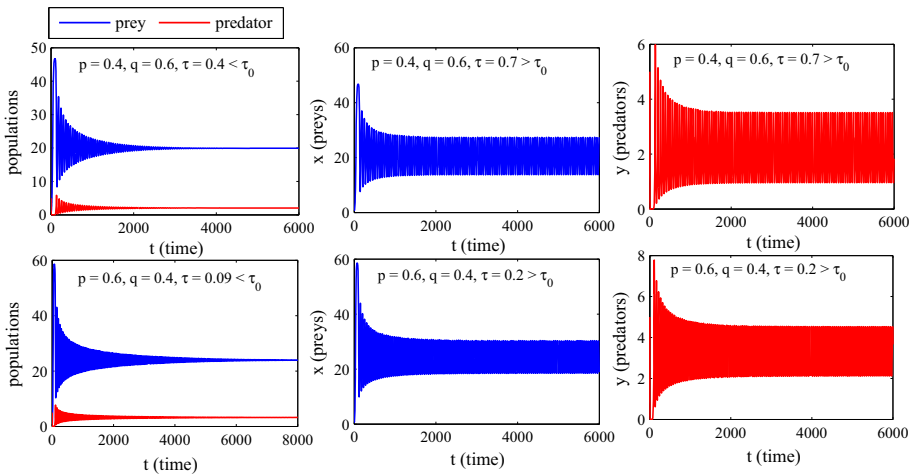 prey predator
p = 0.4, q = 0.6, τ = 0.4 < τ0
populations
50
40
30
20
10
0
0 2000 4000 6000
t (time)
p = 0.4, q = 0.6, τ = 0.7 > τ0
x (preys)
60
40
20
0
0 2000 4000 6000
t (time)
p = 0.4, q = 0.6, τ = 0.7 > τ0
y (predators)
6
4
2
0
0 2000 4000 6000
t (time)
p = 0.6, q = 0.4, τ = 0.09 < τ0
populations
60
40
20
0
0 2000 4000 6000 8000
t (time)
p = 0.6, q = 0.4, τ = 0.2 > τ0
x (preys)
60
40
20
0
0 2000 4000 6000
t (time)
p = 0.6, q = 0.4, τ = 0.2 > τ0
y (predators)
8
6
4
2
0
0 2000 4000 6000
t (time)